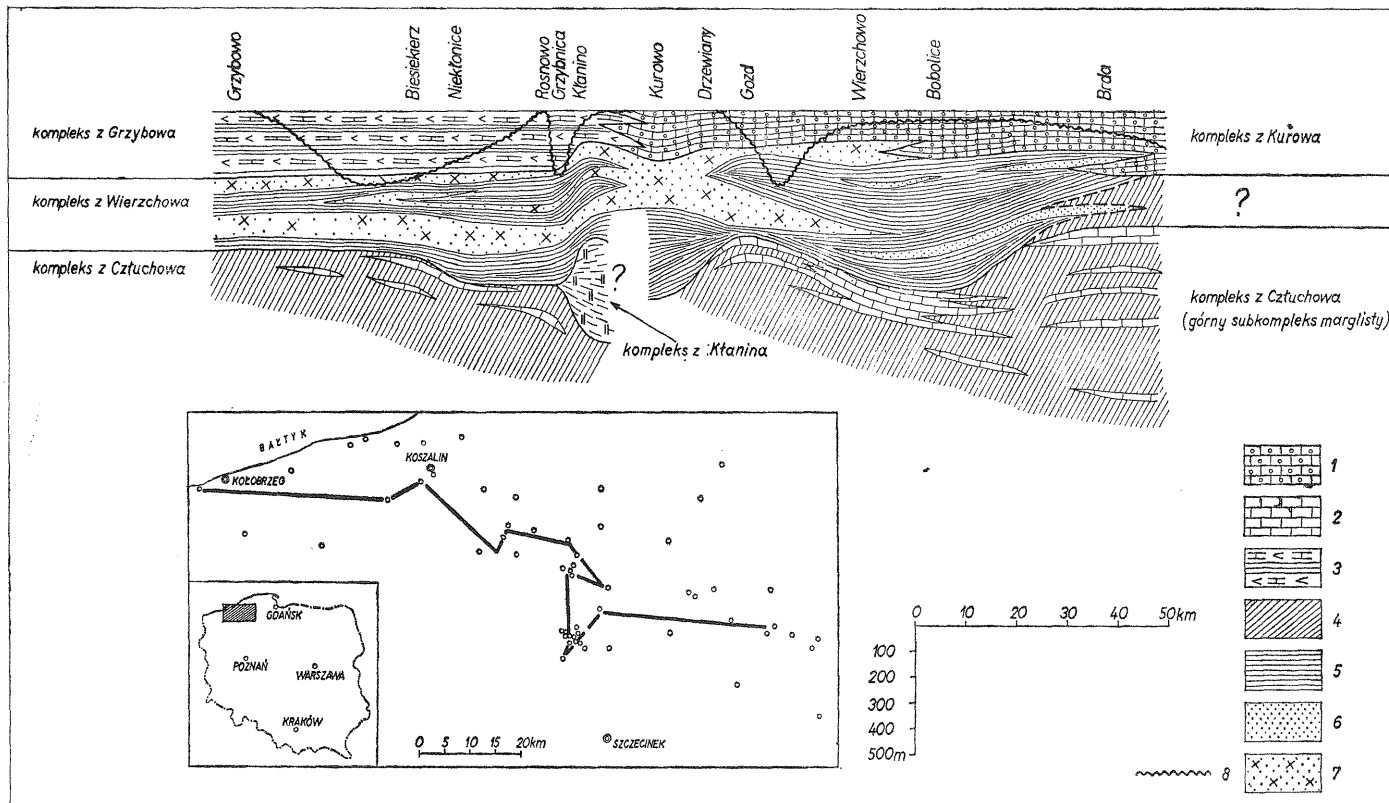 Grzybowo
Biesiekierz
Niekłonice
Rosnowo
Grzybnica
Kłanino
Kurowo
Drzewiany
Gozd
Wierzchowo
Bobolice
Brda
kompleks z Grzybowa
kompleks z Kurowa
kompleks z Wierzchowa
?
kompleks z Człuchowa
?
kompleks z Człuchowa
(górny subkompleks marglisty)
kompleks z Kłanina
BAŁTYK
KOSZALIN
KOŁOBRZEG
GDAŃSK
POZNAŃ
WARSZAWA
KRAKÓW
0 5 10 15 20km
SZCZECINEK
0 10 20 30 40 50km
100
200
300
400
500m
1
2
3
4
5
6
8
7